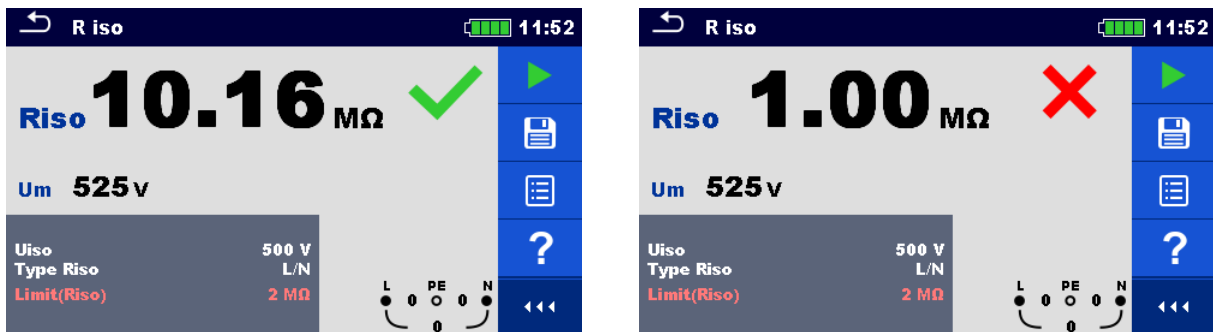 R iso 11:52
Riso 10.16 MΩ
Um 525 V
Uiso 500 V
Type Riso L/N
Limit(Riso) 2 MΩ
L PE N
0 0
0
?
R iso 11:52
Riso 1.00 MΩ
Um 525 V
Uiso 500 V
Type Riso L/N
Limit(Riso) 2 MΩ
L PE N
0 0
0
?